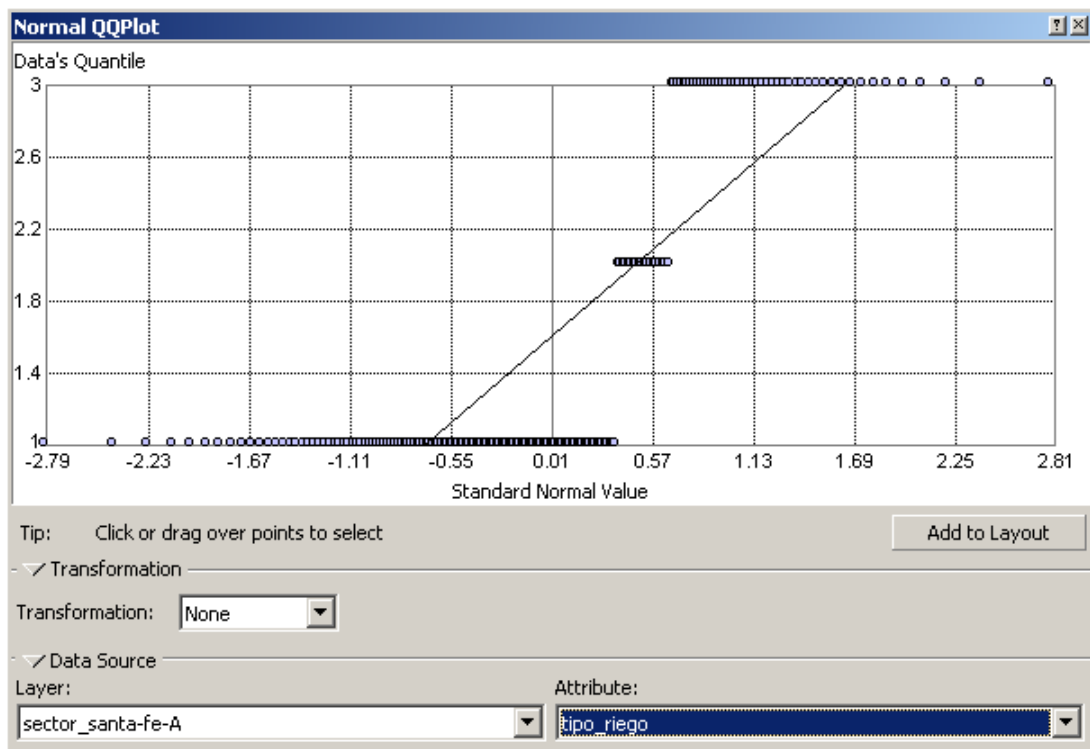 Normal QQPlot
Data's Quantile
3
2.6
2.2
1.8
1.4
1
-2.79 -2.23 -1.67 -1.11 -0.55 0.01 0.57 1.13 1.69 2.25 2.81
Standard Normal Value
Tip: Click or drag over points to select Add to Layout
Transformation
Transformation: None
Data Source
Layer: Attribute:
sector_santa-fe-A tipo_riego